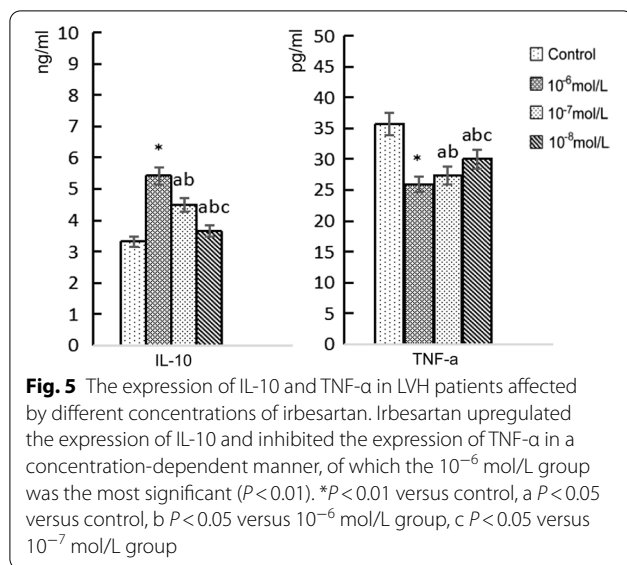 ng/ml
10
9
8
7
6
5
4
3
2
1
0
*
ab
abc
IL-10
pg/ml
50
45
40
35
30
25
20
15
10
5
0
*
ab
abc
TNF-a
Control
10⁻⁶mol/L
10⁻⁷mol/L
10⁻⁸mol/L
Fig. 5 The expression of IL-10 and TNF-α in LVH patients affected
by different concentrations of irbesartan. Irbesartan upregulated
the expression of IL-10 and inhibited the expression of TNF-α in a
concentration-dependent manner, of which the 10⁻⁶ mol/L group
was the most significant (P < 0.01). *P < 0.01 versus control, a P < 0.05
versus control, b P < 0.05 versus 10⁻⁶ mol/L group, c P < 0.05 versus
10⁻⁷ mol/L group